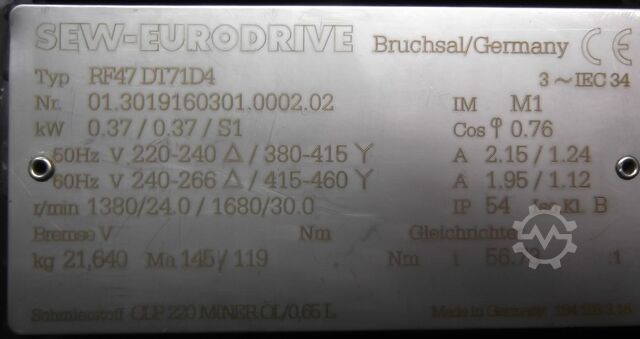 SEW-EURODRIVE Bruchsal/Germany CE
Typ RF47 DT71D4 3~IEC 34
Nr. 01.3019160301.0002.02 IM M1
kW 0.37/0.37/S1 Cos φ 0.76
50Hz V 220-240 Δ/380-415 Y A 2.15/1.24
60Hz V 240-266 Δ/415-460 Y A 1.95/1.12
r/min 1380/24.0/1680/30.0 IP 54 Iso.Kl. B
Bremse V Nm Gleichrichter
kg 21,640 Ma 145/119 Nm i :1
Schmierstoff CLP 220 MINER.ÖL/0,65 L Made in Germany